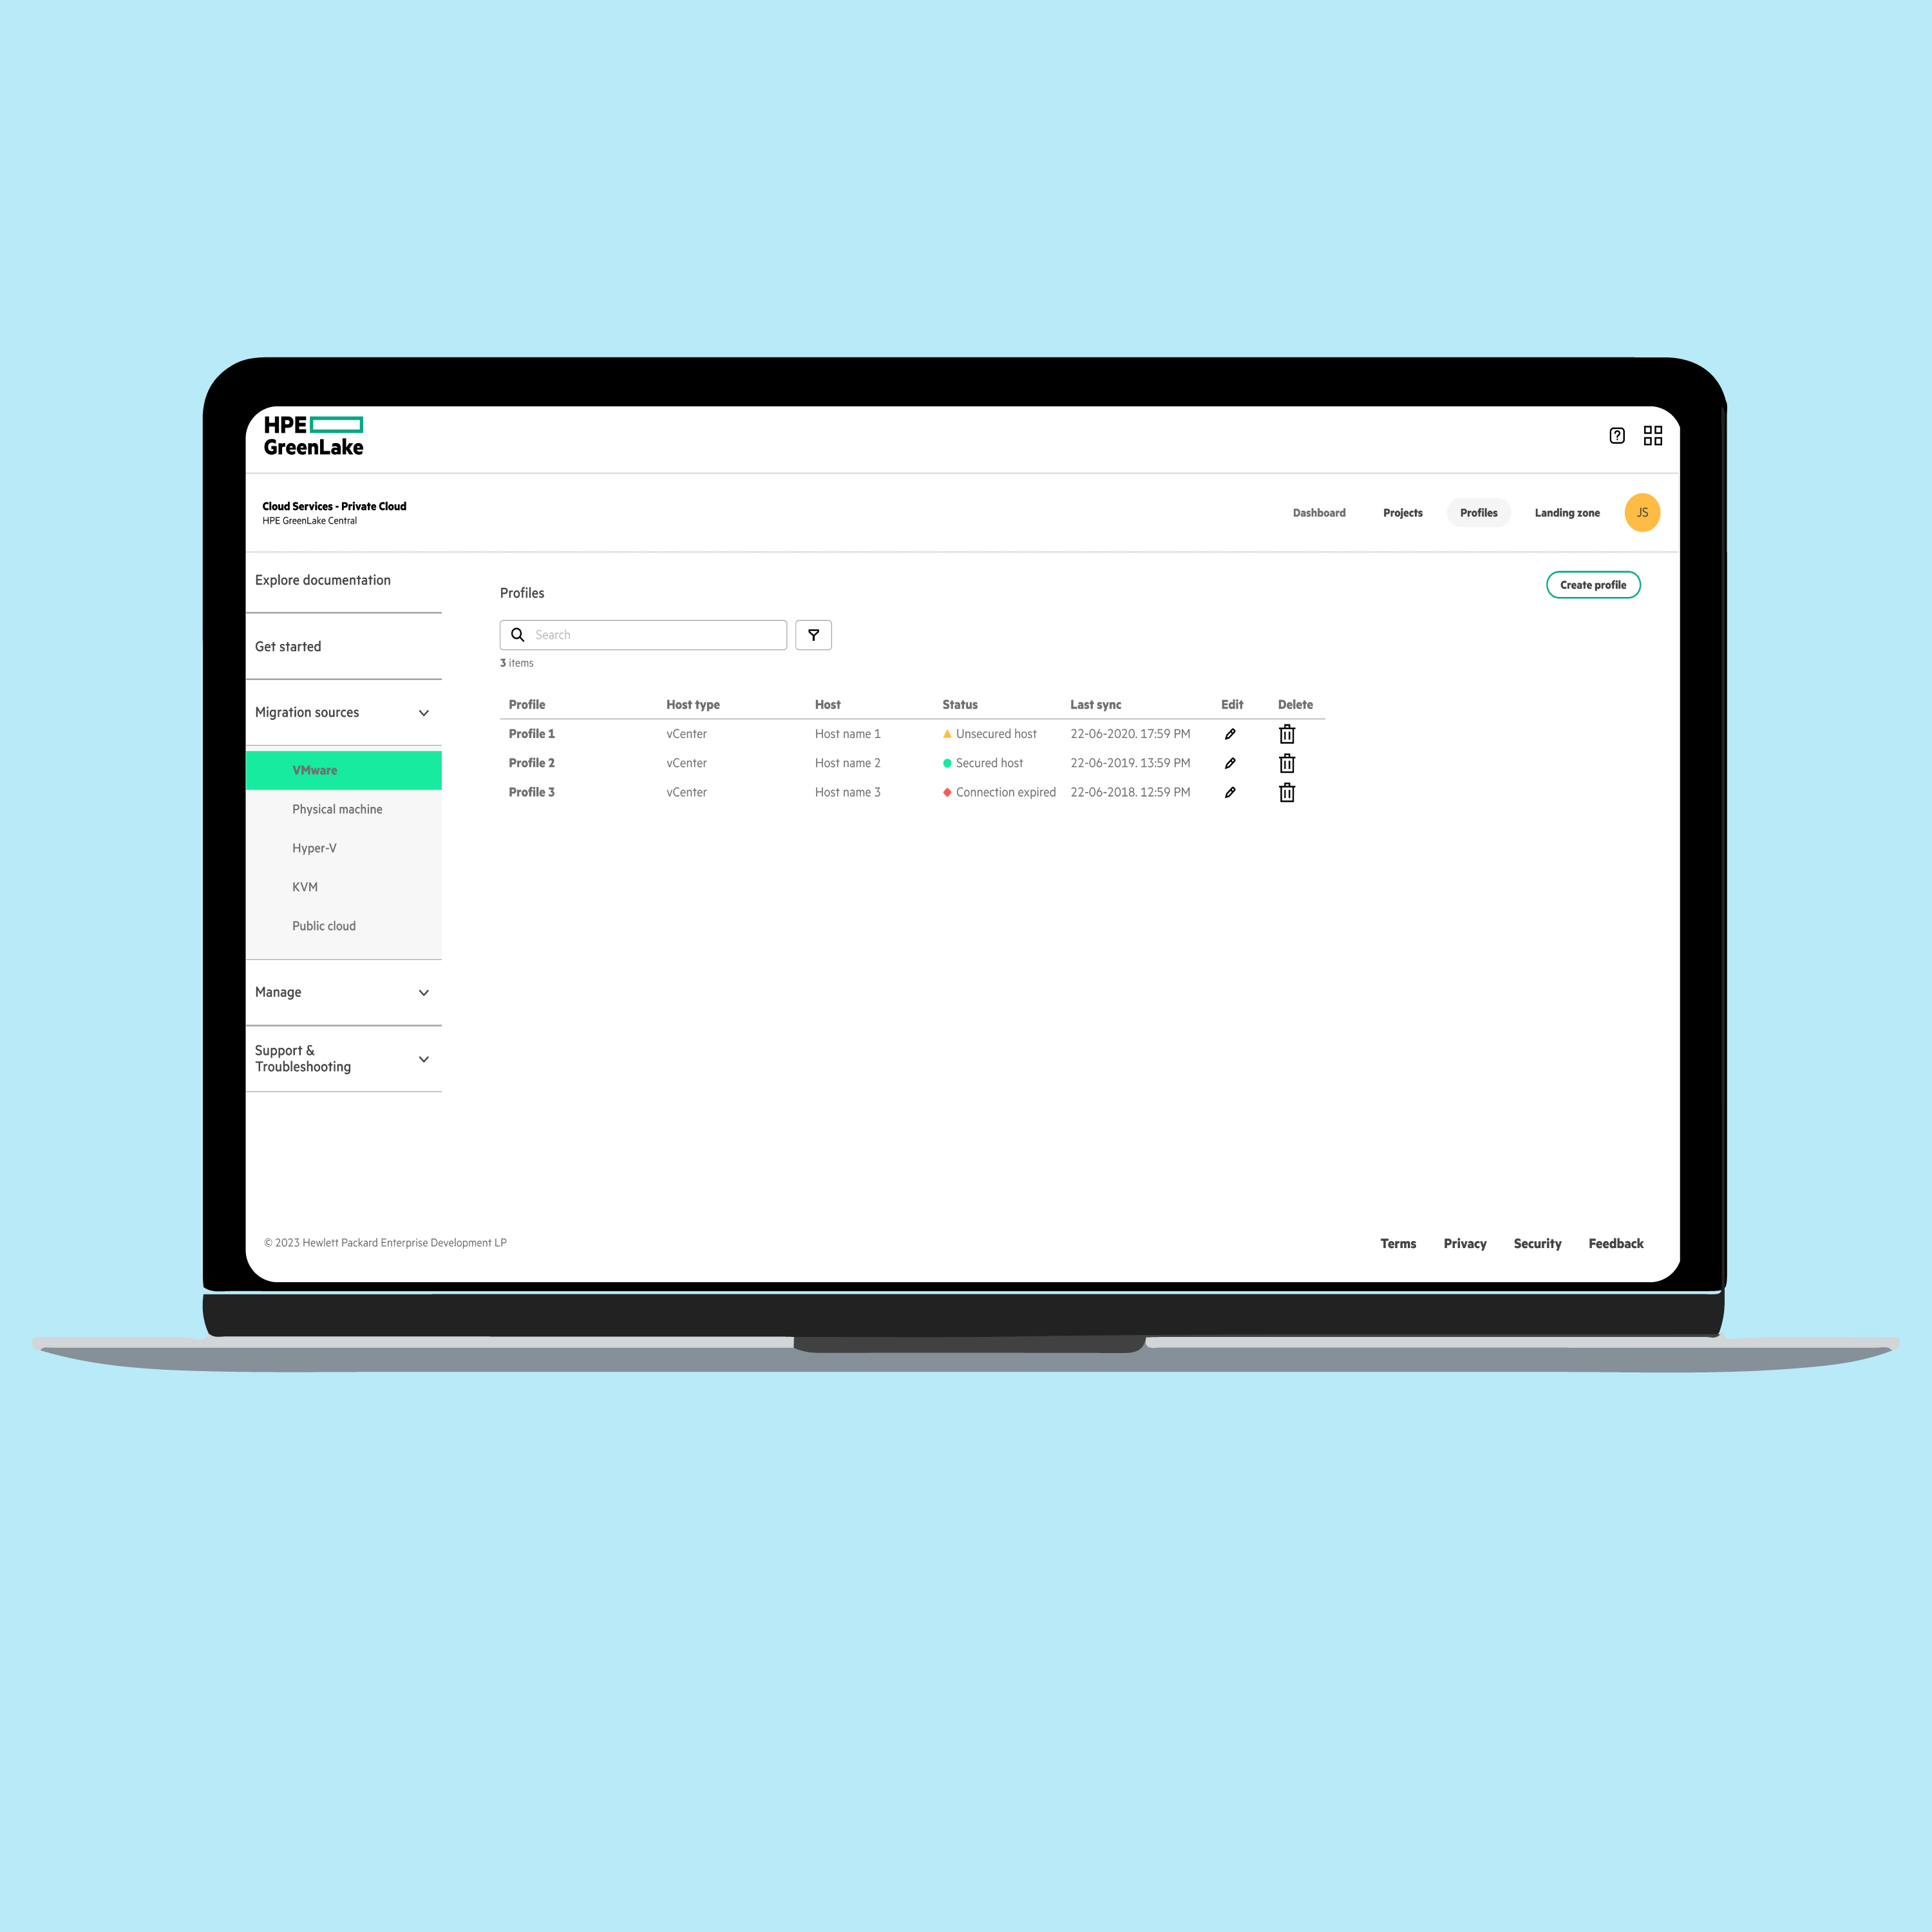 HPE
GreenLake
Cloud Services - Private Cloud
HPE GreenLake Central
Dashboard Projects Profiles Landing zone JS
Explore documentation
Get started
Migration sources
VMware
Physical machine
Hyper-V
KVM
Public cloud
Manage
Support &
Troubleshooting
Profiles
Create profile
Search
3 items
Profile Host type Host Status Last sync Edit Delete
Profile 1 vCenter Host name 1 Unsecured host 22-06-2020. 17:59 PM
Profile 2 vCenter Host name 2 Secured host 22-06-2019. 13:59 PM
Profile 3 vCenter Host name 3 Connection expired 22-06-2018. 12:59 PM
© 2023 Hewlett Packard Enterprise Development LP
Terms Privacy Security Feedback